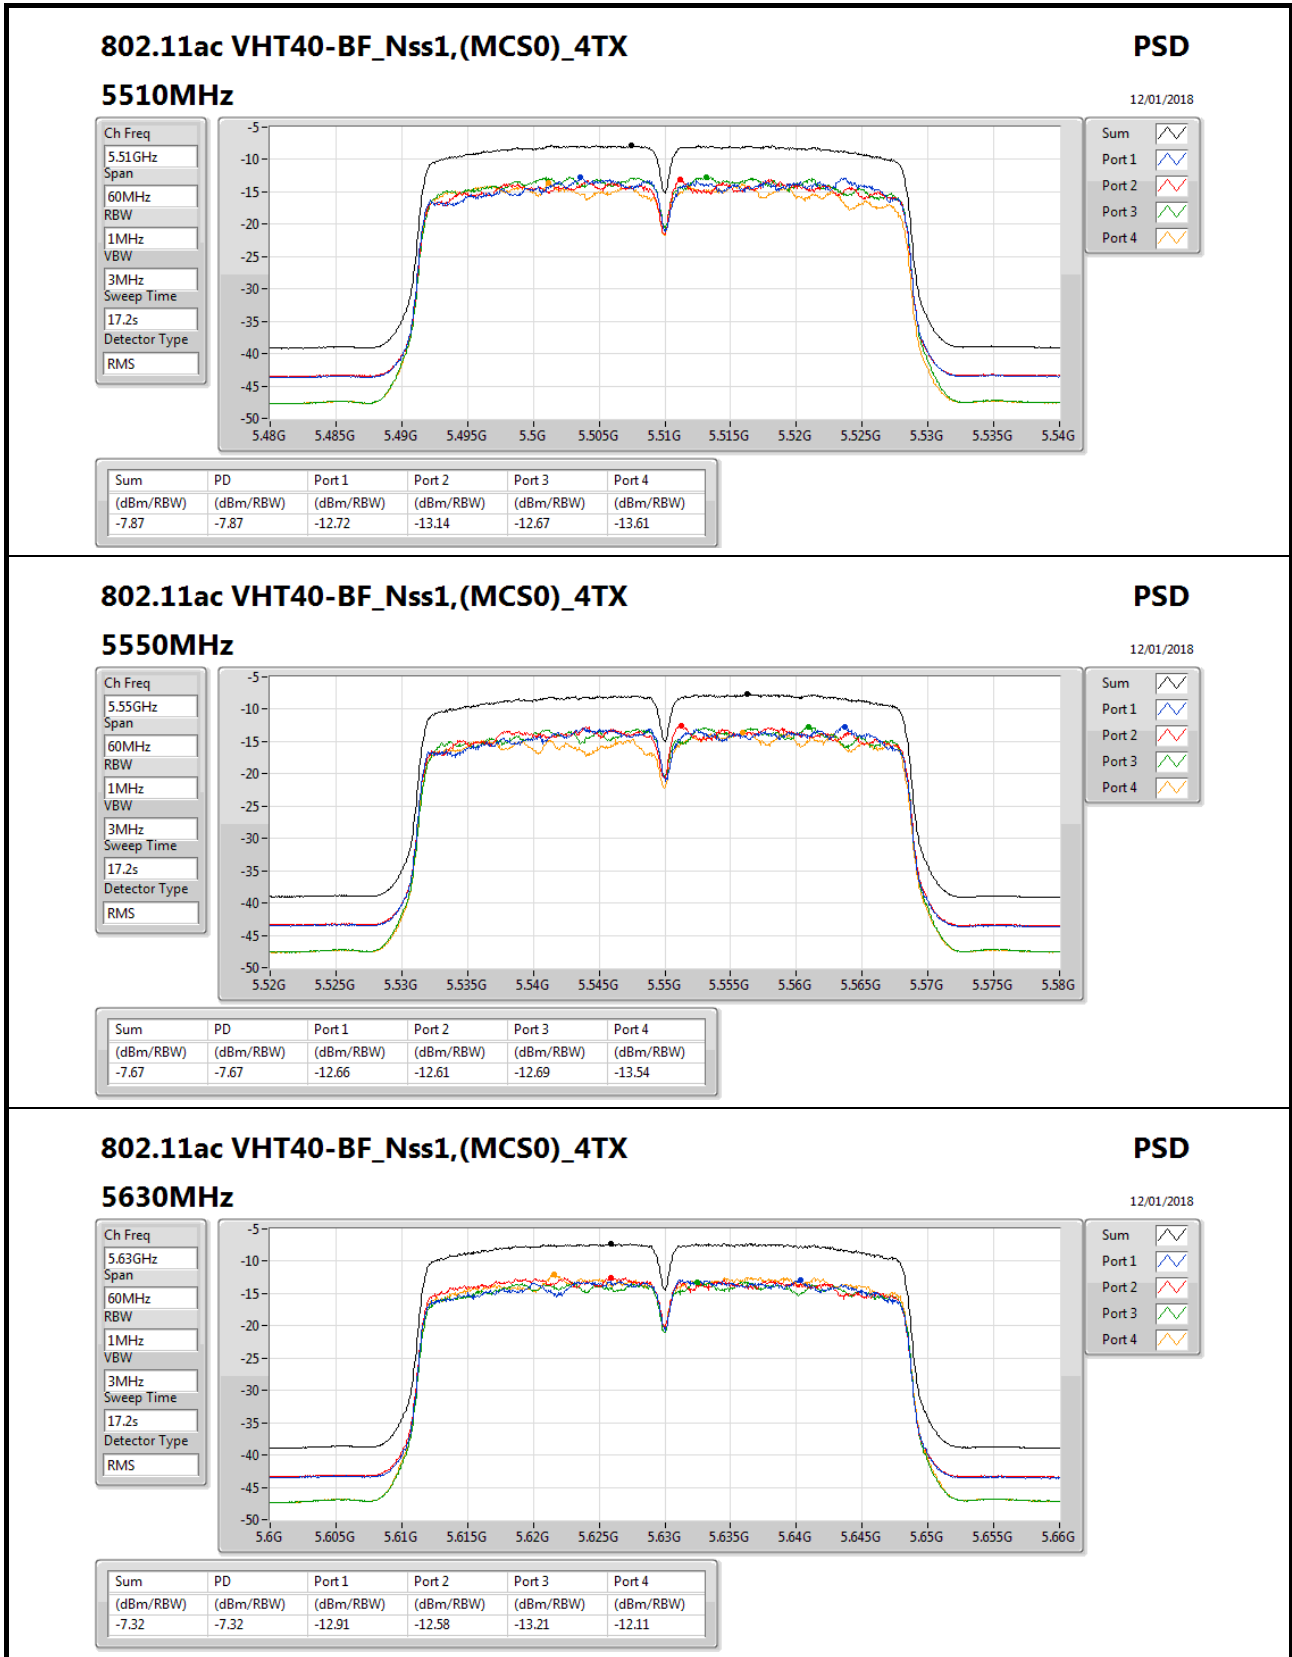 802.11ac VHT40-BF_Nss1,(MCS0)_4TX
PSD
5510MHz
12/01/2018
Ch Freq
5.51GHz
Span
60MHz
RBW
1MHz
VBW
3MHz
Sweep Time
17.2s
Detector Type
RMS
-5
-10
-15
-20
-25
-30
-35
-40
-45
-50
5.48G 5.485G 5.49G 5.495G 5.5G 5.505G 5.51G 5.515G 5.52G 5.525G 5.53G 5.535G 5.54G
Sum
Port 1
Port 2
Port 3
Port 4
Sum PD Port 1 Port 2 Port 3 Port 4
(dBm/RBW) (dBm/RBW) (dBm/RBW) (dBm/RBW) (dBm/RBW) (dBm/RBW)
-7.87 -7.87 -12.72 -13.14 -12.67 -13.61
802.11ac VHT40-BF_Nss1,(MCS0)_4TX
PSD
5550MHz
12/01/2018
Ch Freq
5.55GHz
Span
60MHz
RBW
1MHz
VBW
3MHz
Sweep Time
17.2s
Detector Type
RMS
-5
-10
-15
-20
-25
-30
-35
-40
-45
-50
5.52G 5.525G 5.53G 5.535G 5.54G 5.545G 5.55G 5.555G 5.56G 5.565G 5.57G 5.575G 5.58G
Sum
Port 1
Port 2
Port 3
Port 4
Sum PD Port 1 Port 2 Port 3 Port 4
(dBm/RBW) (dBm/RBW) (dBm/RBW) (dBm/RBW) (dBm/RBW) (dBm/RBW)
-7.67 -7.67 -12.66 -12.61 -12.69 -13.54
802.11ac VHT40-BF_Nss1,(MCS0)_4TX
PSD
5630MHz
12/01/2018
Ch Freq
5.63GHz
Span
60MHz
RBW
1MHz
VBW
3MHz
Sweep Time
17.2s
Detector Type
RMS
-5
-10
-15
-20
-25
-30
-35
-40
-45
-50
5.6G 5.605G 5.61G 5.615G 5.62G 5.625G 5.63G 5.635G 5.64G 5.645G 5.65G 5.655G 5.66G
Sum
Port 1
Port 2
Port 3
Port 4
Sum PD Port 1 Port 2 Port 3 Port 4
(dBm/RBW) (dBm/RBW) (dBm/RBW) (dBm/RBW) (dBm/RBW) (dBm/RBW)
-7.32 -7.32 -12.91 -12.58 -13.21 -12.11